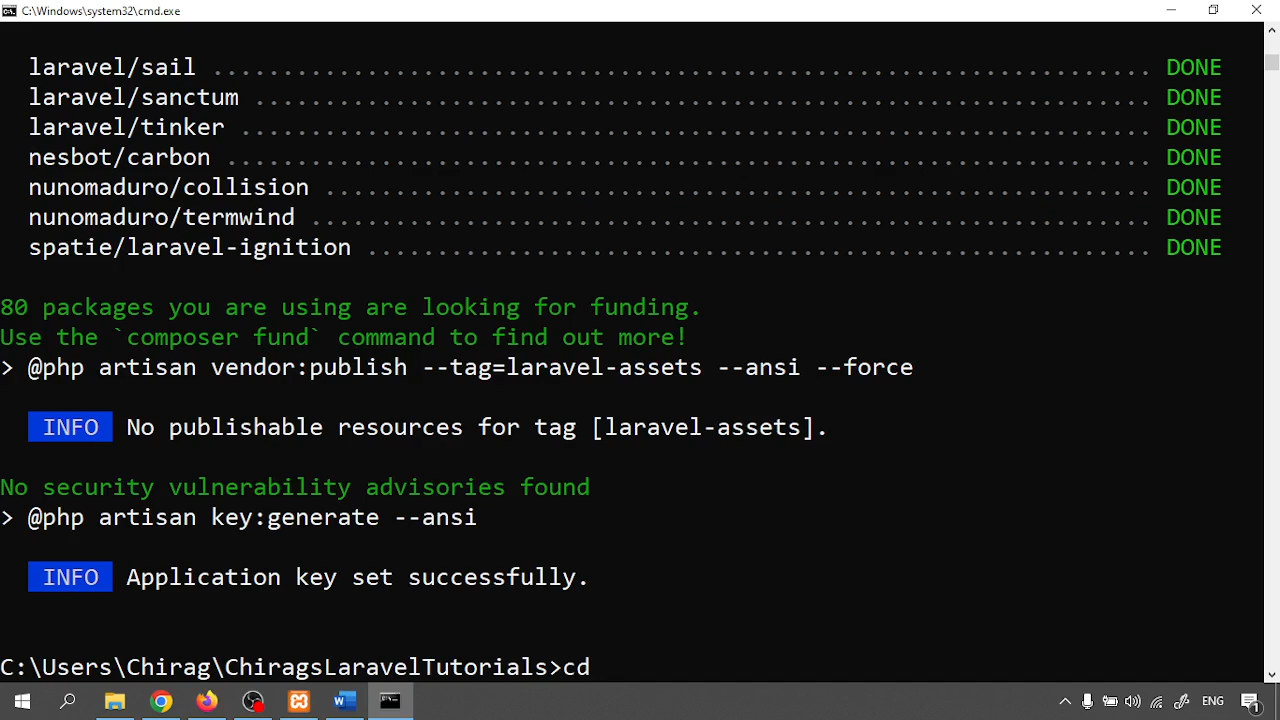 C:\Windows\system32\cmd.exe
laravel/sail ................................................................... DONE
laravel/sanctum ................................................................ DONE
laravel/tinker ................................................................. DONE
nesbot/carbon .................................................................. DONE
nunomaduro/collision ........................................................... DONE
nunomaduro/termwind ............................................................ DONE
spatie/laravel-ignition ........................................................ DONE
80 packages you are using are looking for funding.
Use the `composer fund` command to find out more!
> @php artisan vendor:publish --tag=laravel-assets --ansi --force
INFO No publishable resources for tag [laravel-assets].
No security vulnerability advisories found
> @php artisan key:generate --ansi
INFO Application key set successfully.
C:\Users\Chirag\ChiragsLaravelTutorials>cd
ENG